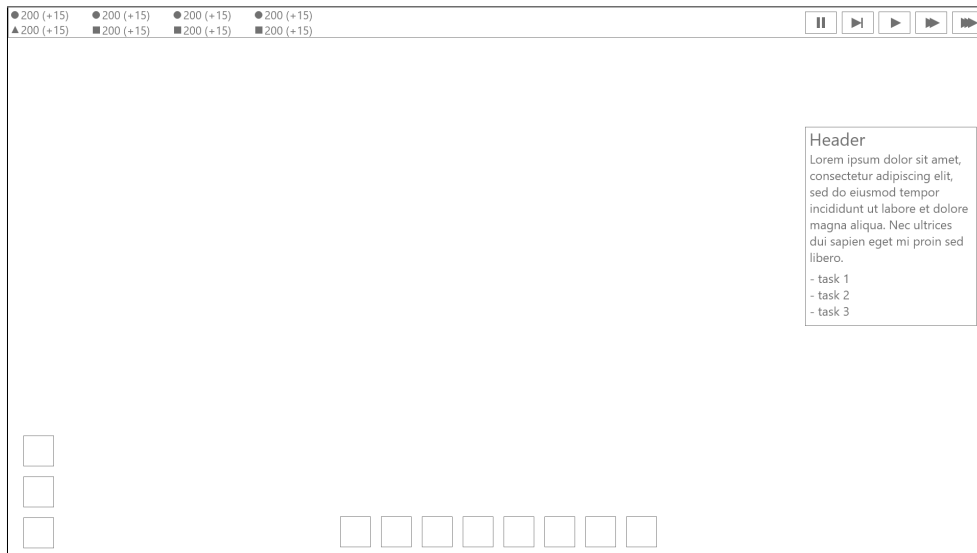 200 (+15) 200 (+15) 200 (+15) 200 (+15)
200 (+15) 200 (+15) 200 (+15) 200 (+15)
Header
Lorem ipsum dolor sit amet,
consectetur adipiscing elit,
sed do eiusmod tempor
incididunt ut labore et dolore
magna aliqua. Nec ultrices
dui sapien eget mi proin sed
libero.
- task 1
- task 2
- task 3